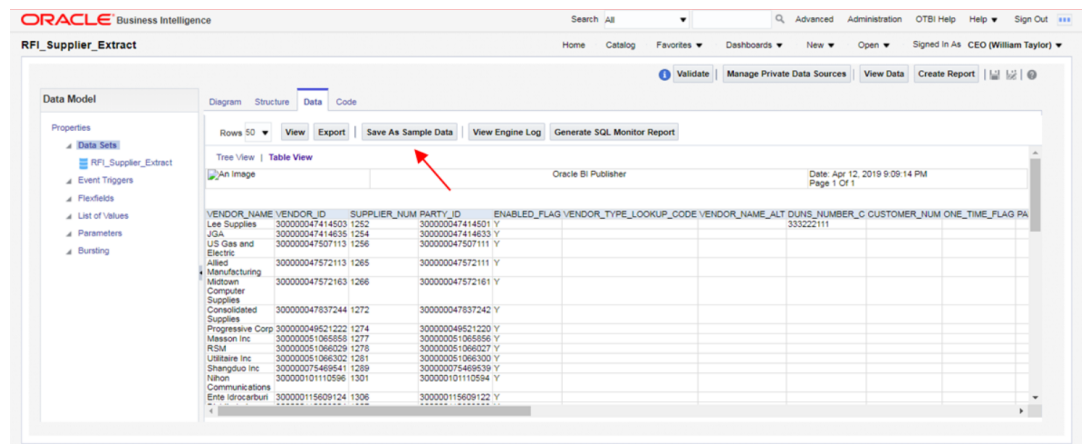 ORACLE Business Intelligence Search All Advanced Administration OTBI Help Help Sign Out
RFI_Supplier_Extract Home Catalog Favorites Dashboards New Open Signed In As CEO (William Taylor)
Validate Manage Private Data Sources View Data Create Report
Data Model
Diagram Structure Data Code
Properties
Data Sets
RFI_Supplier_Extract
Event Triggers
Flexfields
List of Values
Parameters
Bursting
Rows 50 View Export Save As Sample Data View Engine Log Generate SQL Monitor Report
Tree View | Table View
An Image Oracle BI Publisher Date: Apr 12, 2019 9:09:14 PM
Page 1 Of 1
VENDOR_NAME VENDOR_ID SUPPLIER_NUM PARTY_ID ENABLED_FLAG VENDOR_TYPE_LOOKUP_CODE VENDOR_NAME_ALT DUNS_NUMBER_C CUSTOMER_NUM ONE_TIME_FLAG PA
Lee Supplies 300000047414503 1252 300000047414501 Y 333222111
JGA 300000047414635 1254 300000047414633 Y
US Gas and 300000047507113 1256 300000047507111 Y
Electric
Allied 300000047572113 1265 300000047572111 Y
Manufacturing
Midtown 300000047572163 1266 300000047572161 Y
Computer
Supplies
Consolidated 300000047837244 1272 300000047837242 Y
Supplies
Progressive Corp 300000049521222 1274 300000049521220 Y
Masson Inc 300000051065858 1277 300000051065856 Y
RSM 300000051066029 1278 300000051066027 Y
Utilitaire Inc 300000051066302 1281 300000051066300 Y
Shangduo Inc 300000075469541 1289 300000075469539 Y
Nihon 300000101110596 1301 300000101110594 Y
Communications
Ente Idrocarburi 300000115609124 1306 300000115609122 Y